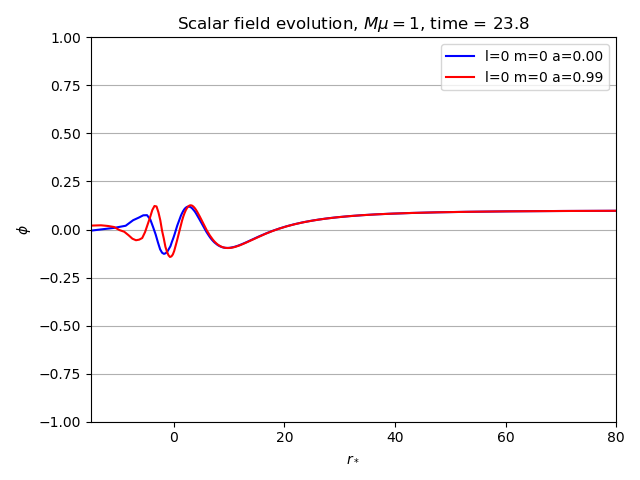 Scalar field evolution, Mμ = 1, time = 23.8
1.00
0.75
0.50
0.25
0.00
−0.25
−0.50
−0.75
−1.00
ϕ
l=0 m=0 a=0.00
l=0 m=0 a=0.99
0 20 40 60 80
r*